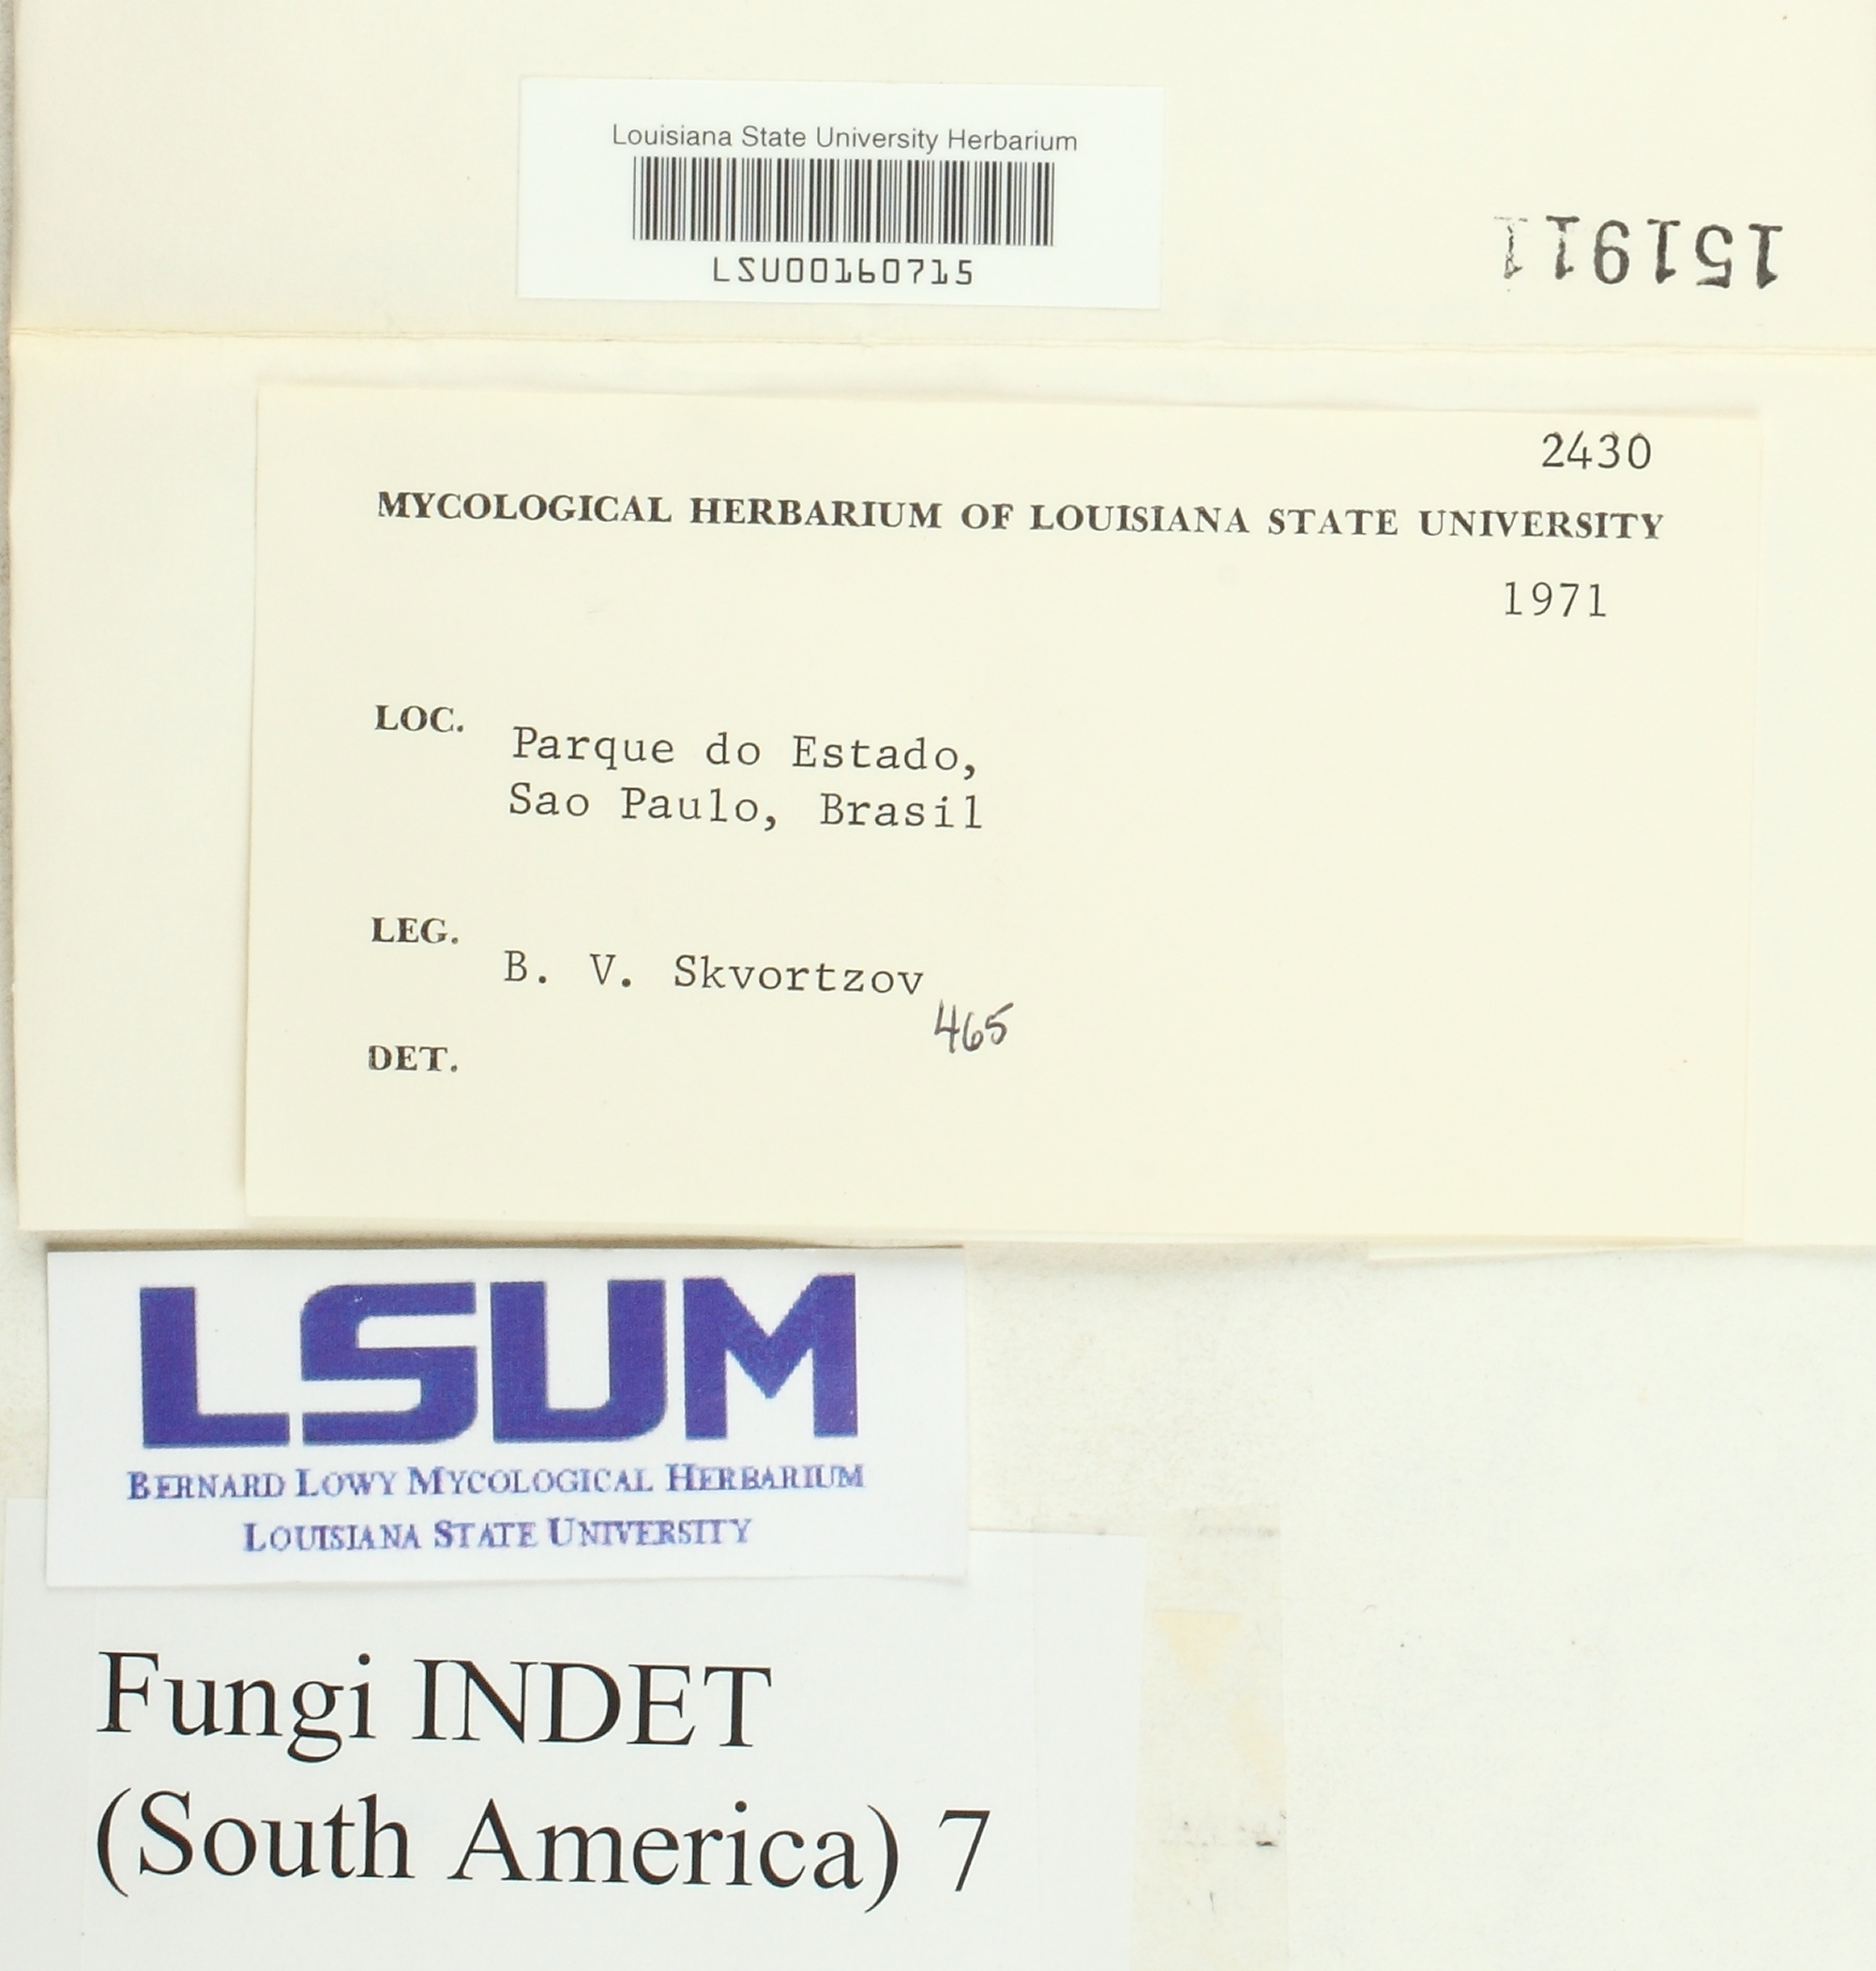 Louisiana State University Herbarium
LSU00160715
151911
2430
MYCOLOGICAL HERBARIUM OF LOUISIANA STATE UNIVERSITY
1971
LOC. Parque do Estado,
Sao Paulo, Brasil
LEG. B. V. Skvortzov
465
DET.
LSUM
BERNARD LOWY MYCOLOGICAL HERBARIUM
LOUISIANA STATE UNIVERSITY
Fungi INDET
(South America) 7